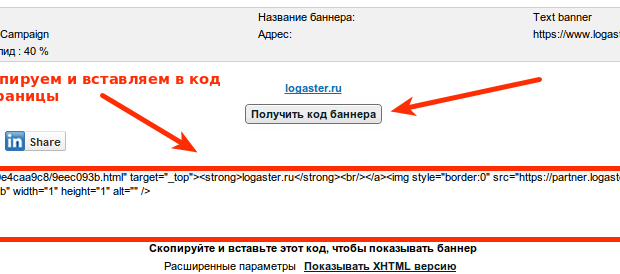 Название баннера: Text banner
Campaign Адрес: https://www.logast
лид : 40 %
пируем и вставляем в код
раницы
logaster.ru
Получить код баннера
in Share
e4caa9c8/9eec093b.html" target="_top"><strong>logaster.ru</strong><br/></a><img style="border:0" src="https://partner.logaste
b" width="1" height="1" alt="" />
Скопируйте и вставьте этот код, чтобы показывать баннер
Расширенные параметры Показывать XHTML версию